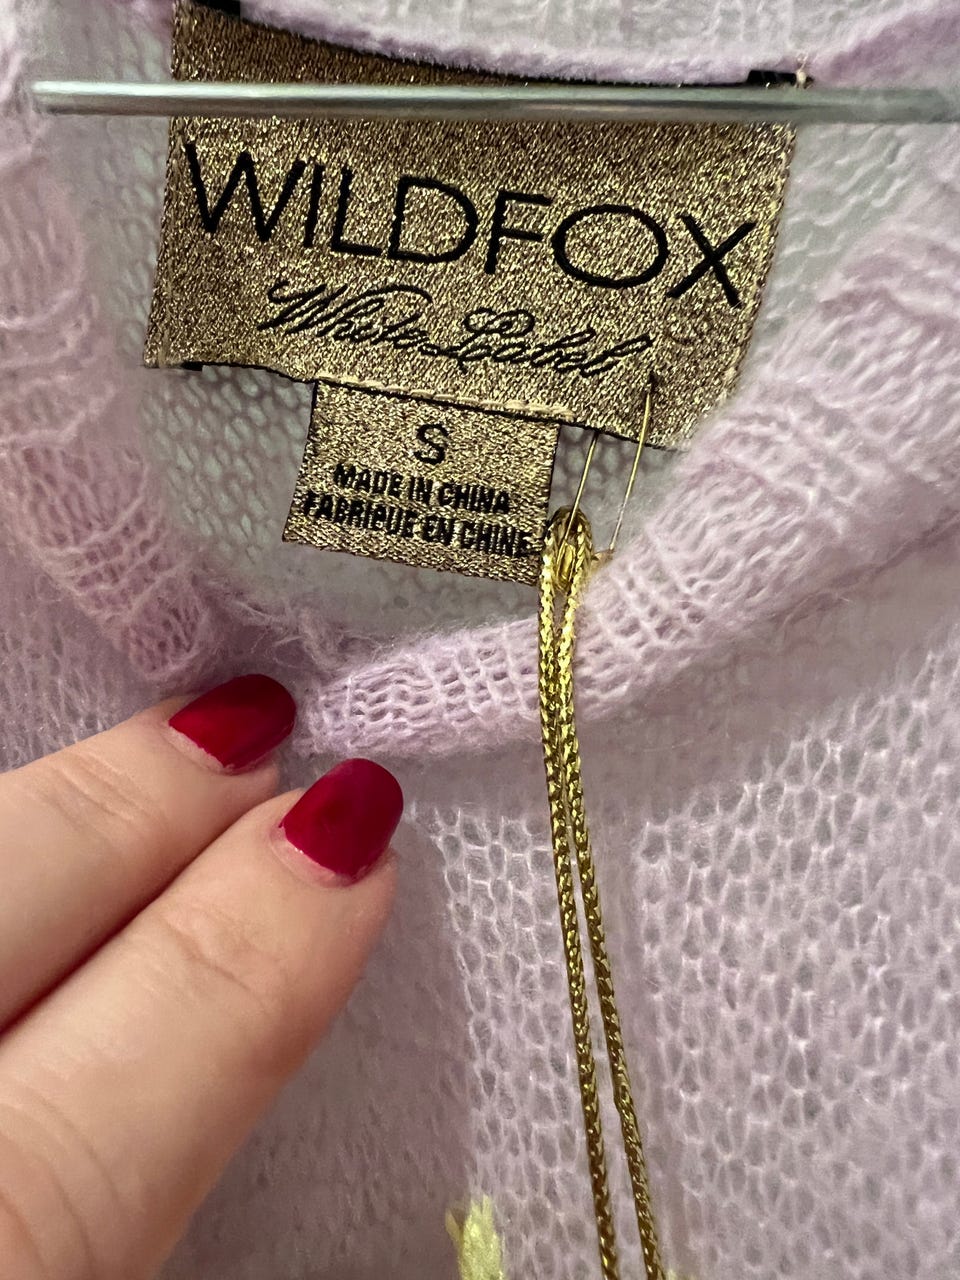 WILDFOX
White Label
S
MADE IN CHINA
FABRIQUE EN CHINE